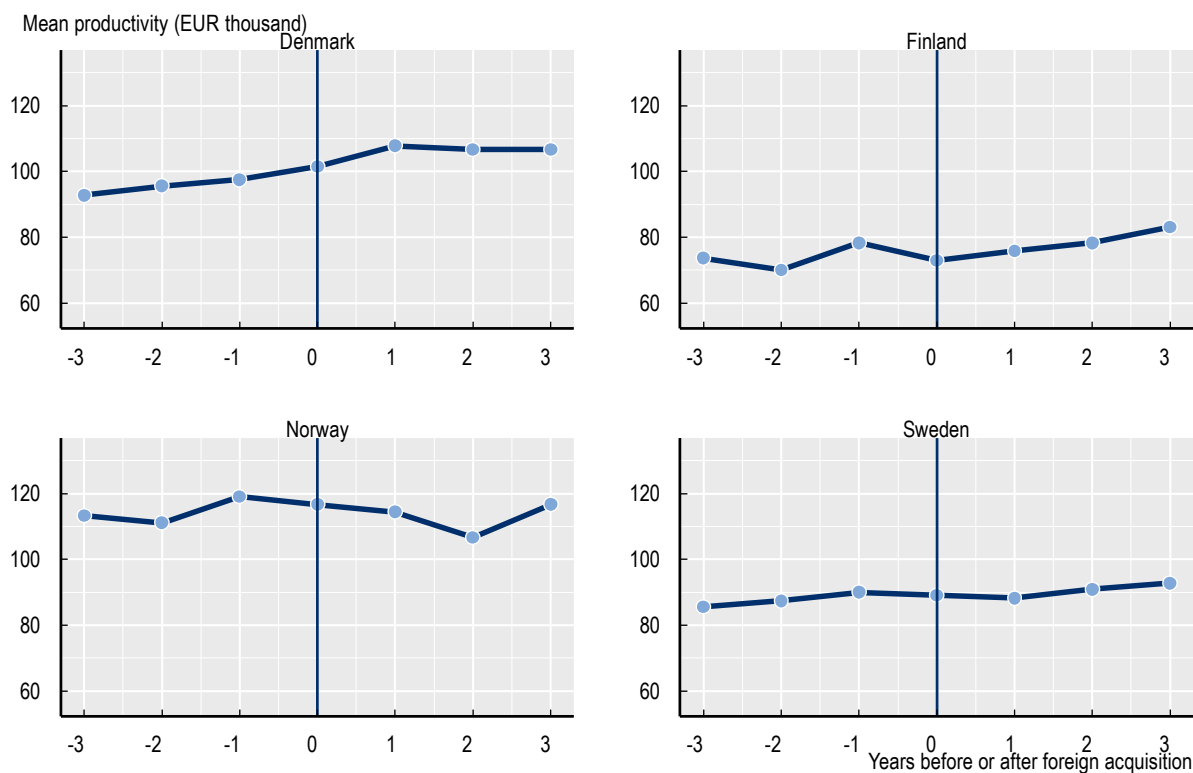 Mean productivity (EUR thousand)
Denmark
120
100
80
60
-3 -2 -1 0 1 2 3
Finland
120
100
80
60
-3 -2 -1 0 1 2 3
Norway
120
100
80
60
-3 -2 -1 0 1 2 3
Sweden
120
100
80
60
-3 -2 -1 0 1 2 3
Years before or after foreign acquisition